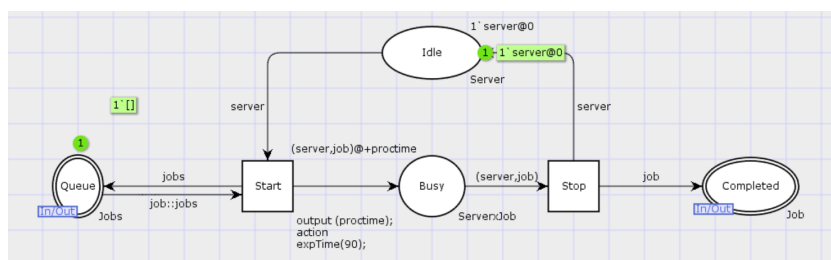 1`server@0
Idle
1 1`server@0
Server
1`[]
server
server
1
(server,job)@+proctime
Queue
jobs
Start
Busy
(server,job)
Stop
job
Completed
In/Out
Jobs
job::jobs
ServerxJob
In/Out
Job
output (proctime);
action
expTime(90);